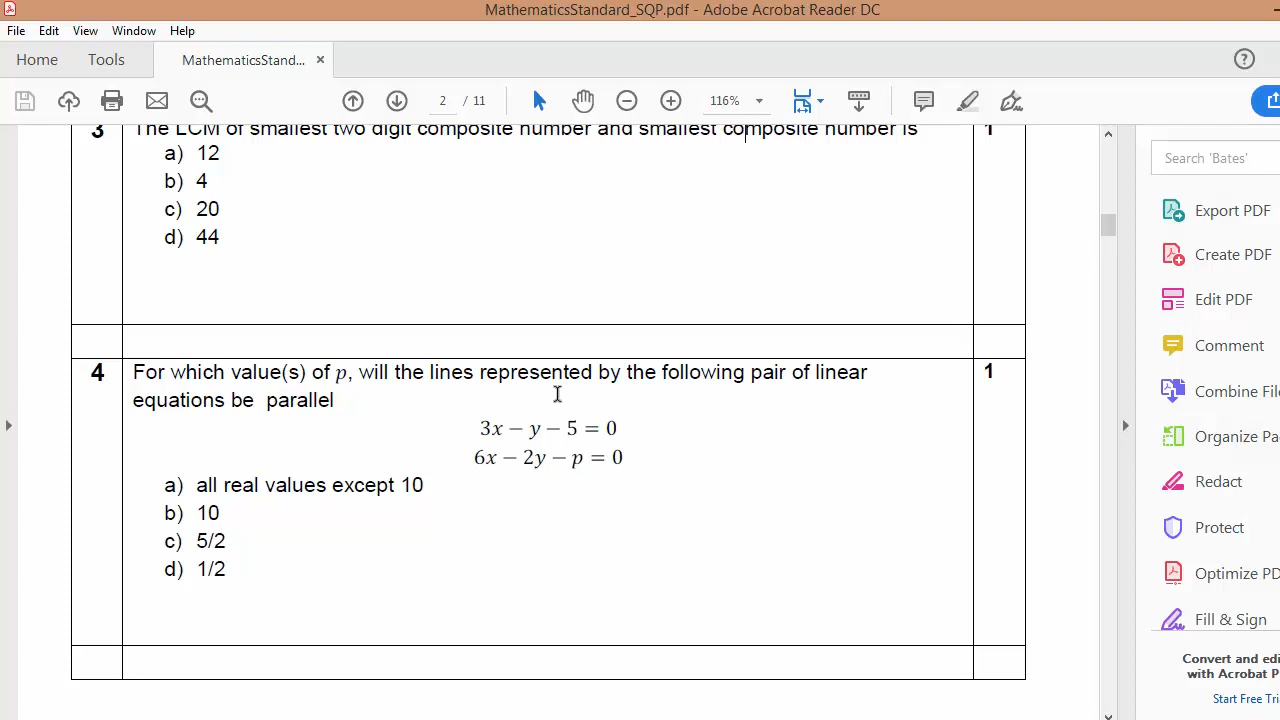 MathematicsStandard_SQP.pdf - Adobe Acrobat Reader DC
File Edit View Window Help
Home Tools MathematicsStand... ×
2 / 11 116%
3 The LCM of smallest two digit composite number and smallest composite number is 1
a) 12
b) 4
c) 20
d) 44
4 For which value(s) of p, will the lines represented by the following pair of linear 1
equations be parallel
3x − y − 5 = 0
6x − 2y − p = 0
a) all real values except 10
b) 10
c) 5/2
d) 1/2
Search 'Bates'
Export PDF
Create PDF
Edit PDF
Comment
Combine File
Organize Pa
Redact
Protect
Optimize PD
Fill & Sign
Convert and edi
with Acrobat P
Start Free Tri